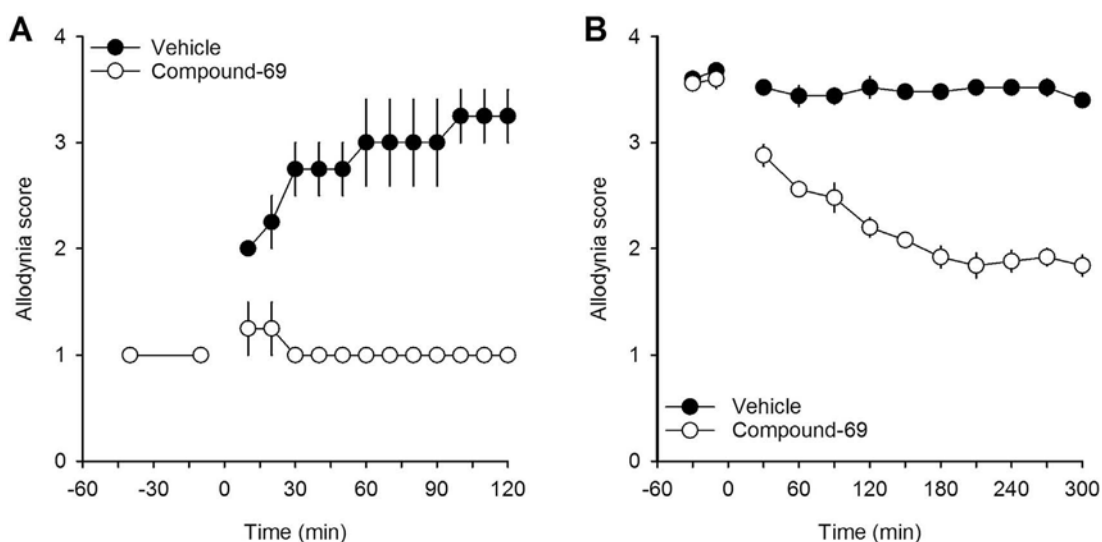 A
Vehicle
Compound-69
4
3
2
1
0
Allodynia score
-60 -30 0 30 60 90 120
Time (min)
B
4
3
2
1
0
Allodynia score
Vehicle
Compound-69
-60 0 60 120 180 240 300
Time (min)